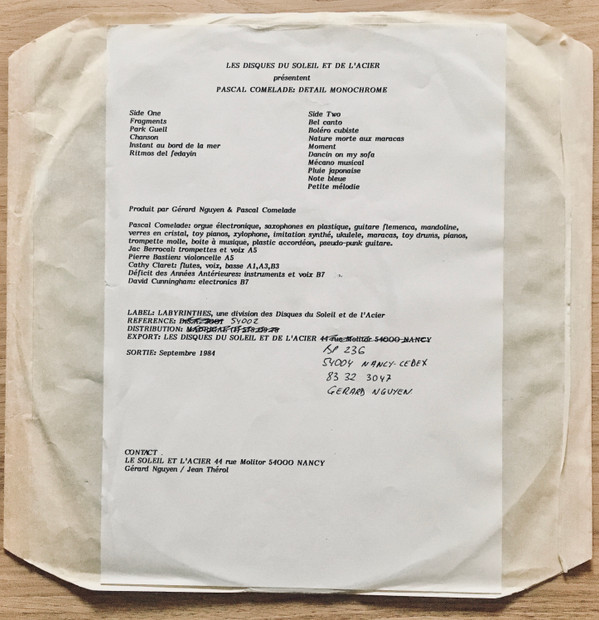 LES DISQUES DU SOLEIL ET DE L'ACIER
présentent
PASCAL COMELADE: DETAIL MONOCHROME
Side One
Fragments
Park Guell
Chanson
Instant au bord de la mer
Ritmos del fedayin
Side Two
Bel canto
Boléro cubiste
Nature morte aux maracas
Moment
Dancin on my sofa
Mécano musical
Pluie japonaise
Note bleue
Petite mélodie
Produit par Gérard Nguyen & Pascal Comelade
Pascal Comelade: orgue électronique, saxophones en plastique, guitare flemenca, mandoline,
verres en cristal, toy pianos, xylophone, imitation synthé, ukulele, maracas, toy drums, pianos,
trompette molle, boite à musique, plastic accordéon, pseudo-punk guitare.
Jac Berrocal: trompettes et voix A5
Pierre Bastien: violoncelle A5
Cathy Claret: flutes, voix, basse A1,A3,B3
Déficit des Années Antérieures: instruments et voix B7
David Cunningham: electronics B7
LABEL: LABYRINTHES, une division des Disques du Soleil et de l'Acier
REFERENCE: 54002
DISTRIBUTION:
EXPORT: LES DISQUES DU SOLEIL ET DE L'ACIER 44 rue Molitor 54000 NANCY
BP 236
54004 NANCY-CEDEX
83 32 3047
GERARD NGUYEN
SORTIE: Septembre 1984
CONTACT
LE SOLEIL ET L'ACIER 44 rue Molitor 54000 NANCY
Gérard Nguyen / Jean Thérol